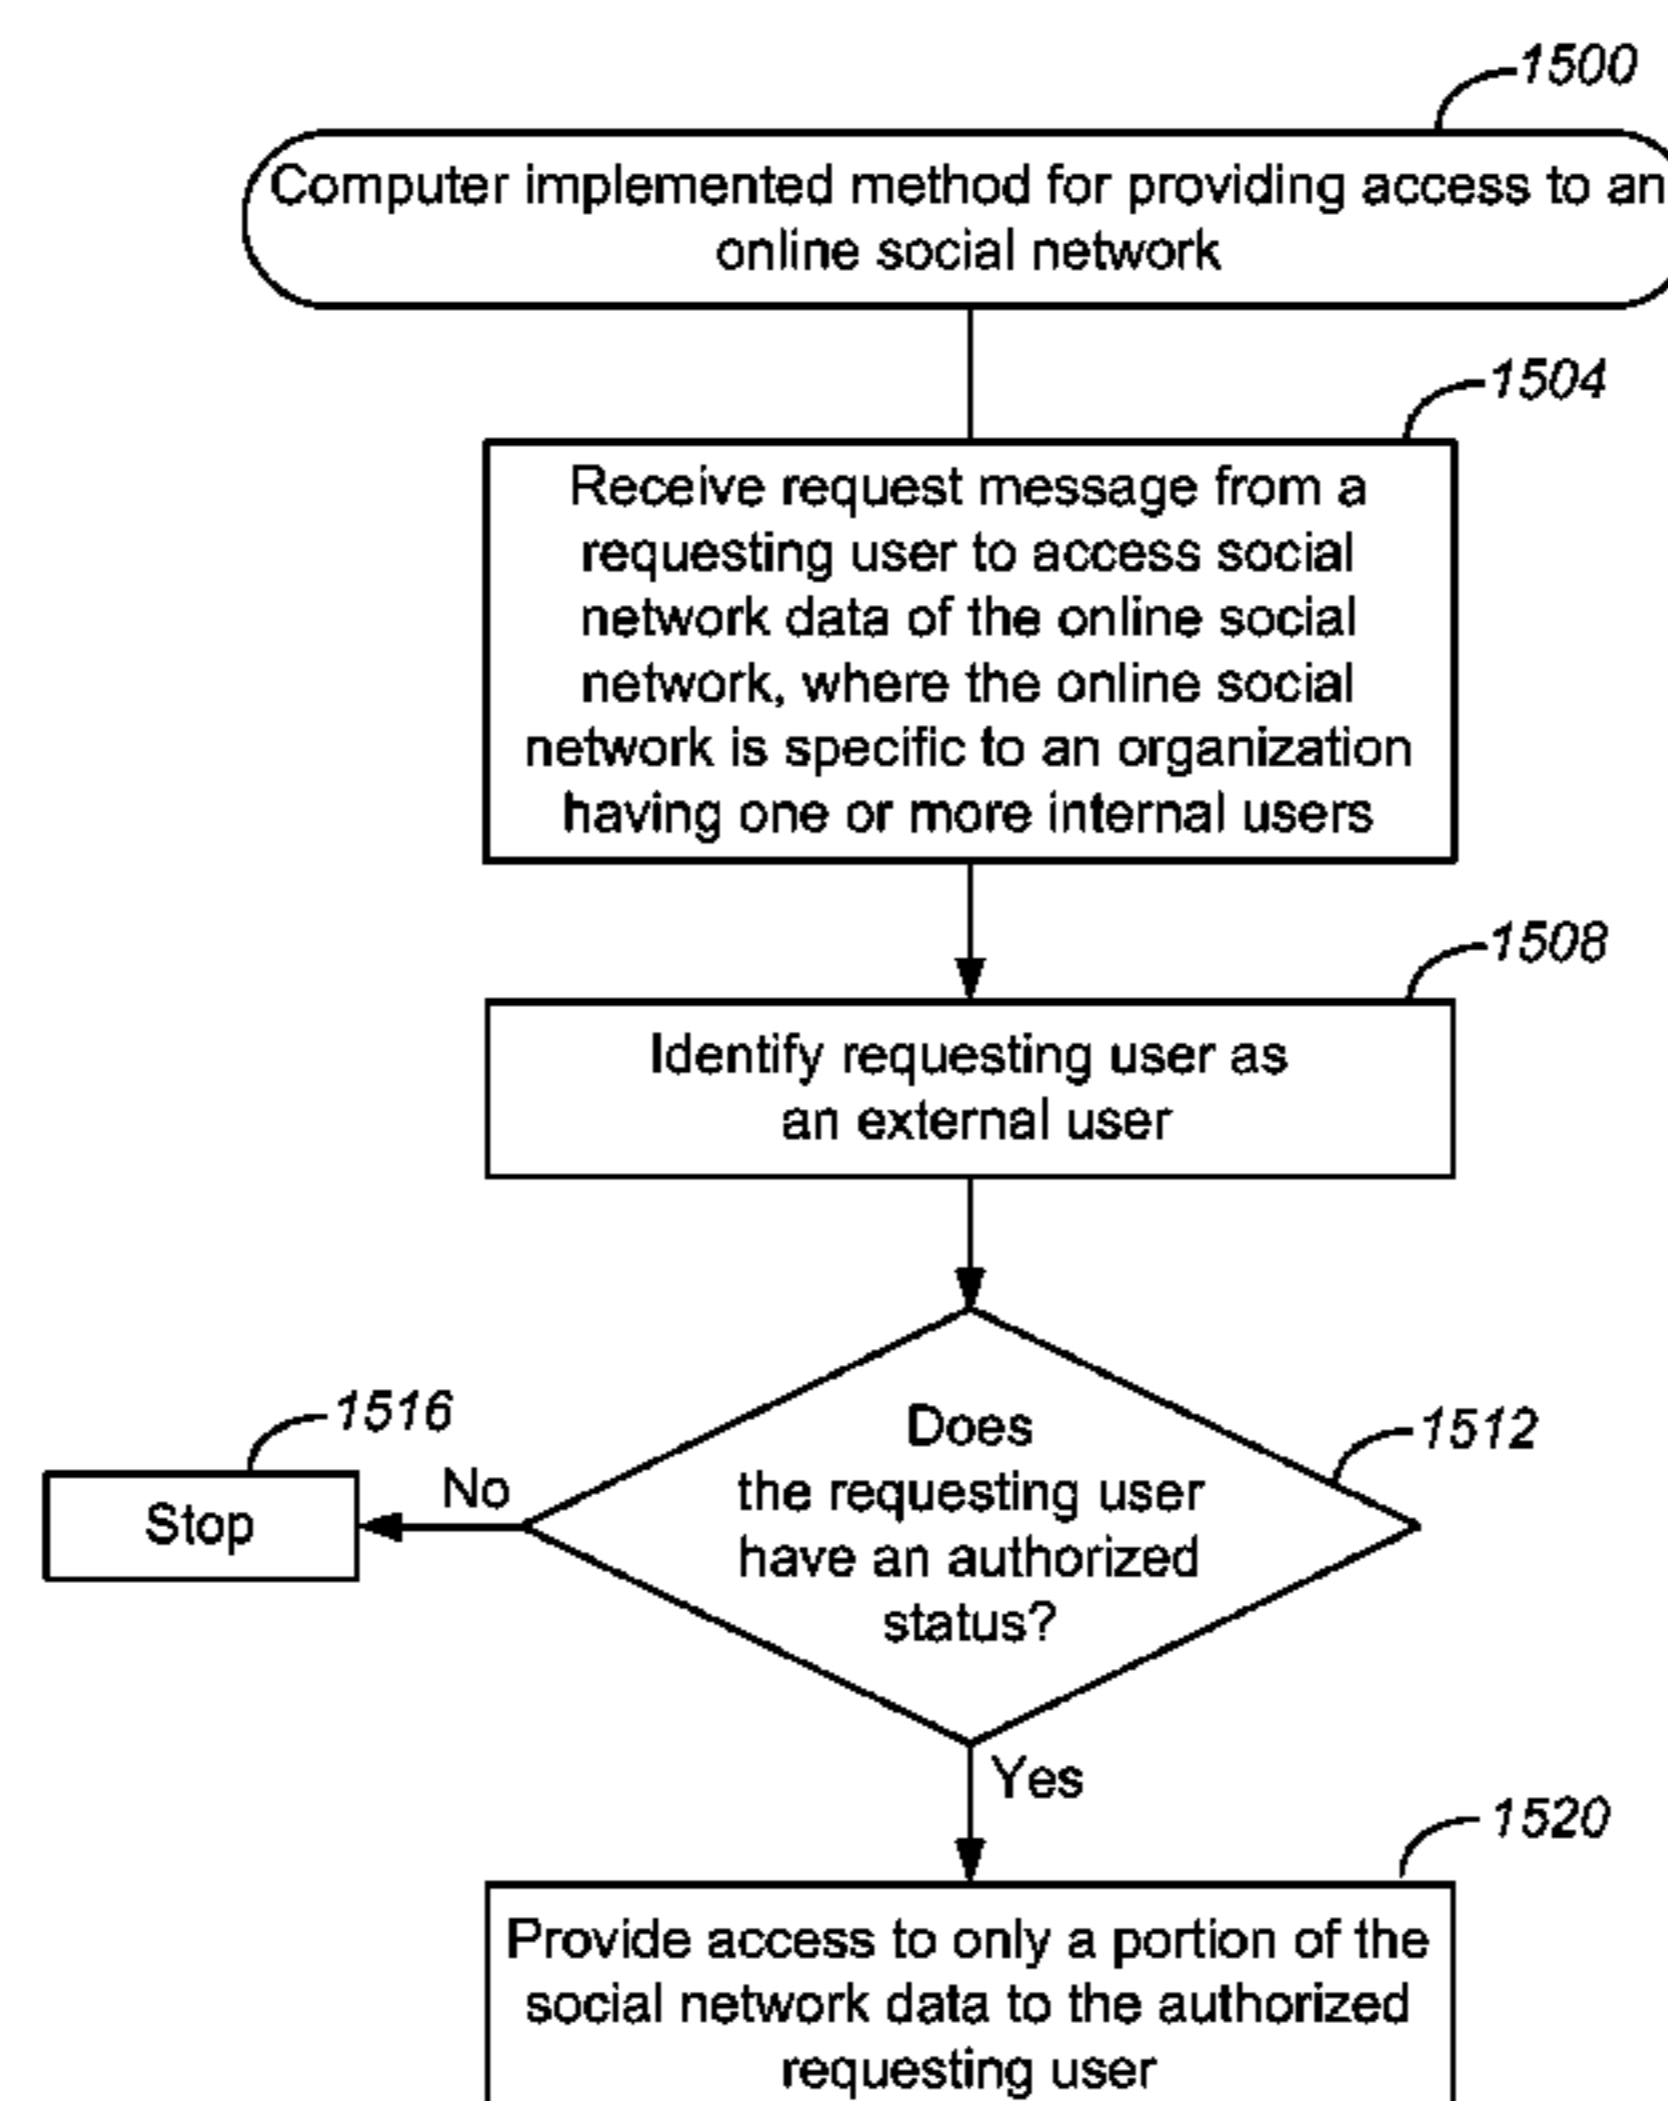 1500
Computer implemented method for providing access to an
online social network
1504
Receive request message from a
requesting user to access social
network data of the online social
network, where the online social
network is specific to an organization
having one or more internal users
1508
Identify requesting user as
an external user
1516
Stop
No
1512
Does
the requesting user
have an authorized
status?
Yes
1520
Provide access to only a portion of the
social network data to the authorized
requesting user